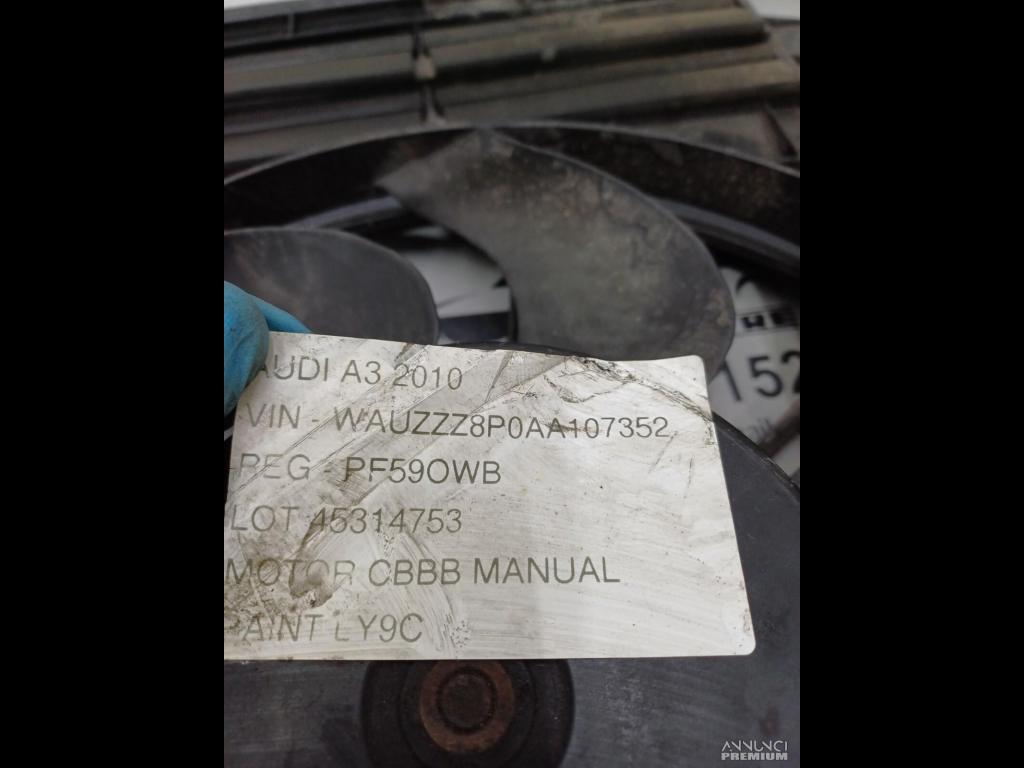 AUDI A3 2010
VIN - WAUZZZ8P0AA107352
REG - PF59OWB
LOT 45314753
MOTOR CBBB MANUAL
PAINT LY9C
152
ANNUNCI
PREMIUM